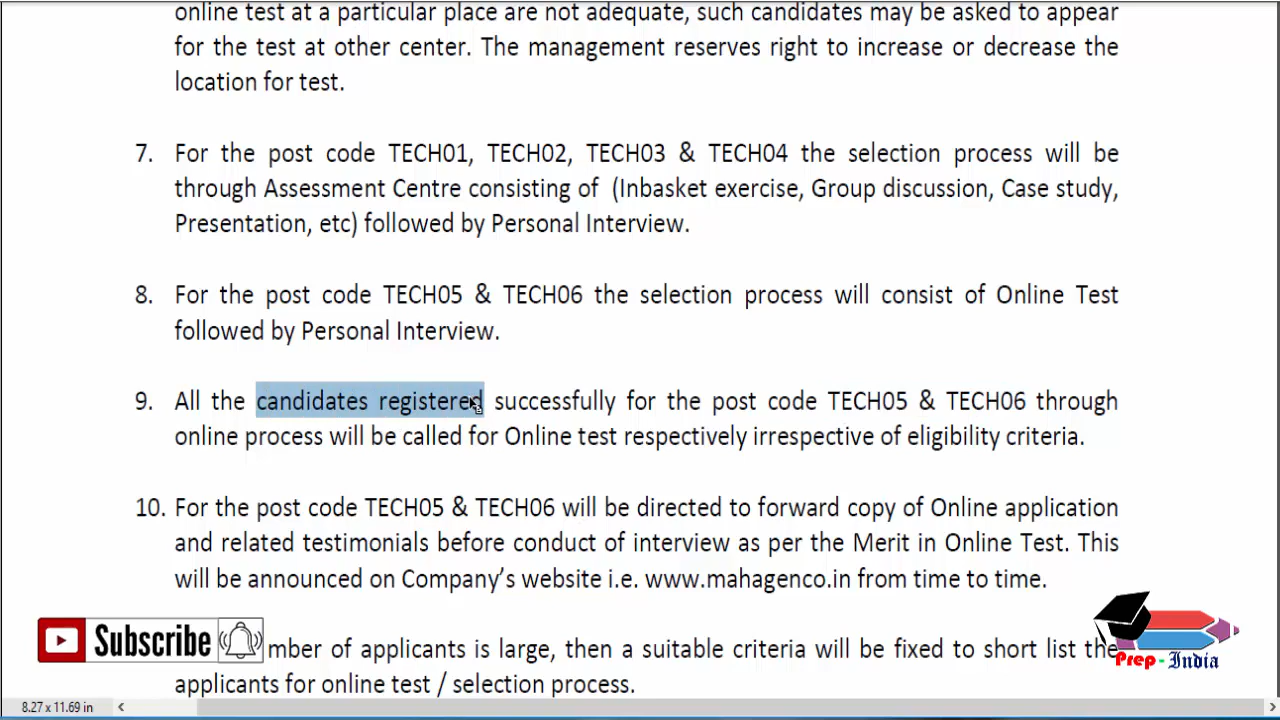 online test at a particular place are not adequate, such candidates may be asked to appear
for the test at other center. The management reserves right to increase or decrease the
location for test.
7. For the post code TECH01, TECH02, TECH03 & TECH04 the selection process will be
through Assessment Centre consisting of (Inbasket exercise, Group discussion, Case study,
Presentation, etc) followed by Personal Interview.
8. For the post code TECH05 & TECH06 the selection process will consist of Online Test
followed by Personal Interview.
9. All the candidates registered successfully for the post code TECH05 & TECH06 through
online process will be called for Online test respectively irrespective of eligibility criteria.
10. For the post code TECH05 & TECH06 will be directed to forward copy of Online application
and related testimonials before conduct of interview as per the Merit in Online Test. This
will be announced on Company's website i.e. www.mahagenco.in from time to time.
Subscribe
mber of applicants is large, then a suitable criteria will be fixed to short list the
applicants for online test / selection process.
Prep - India
8.27 x 11.69 in